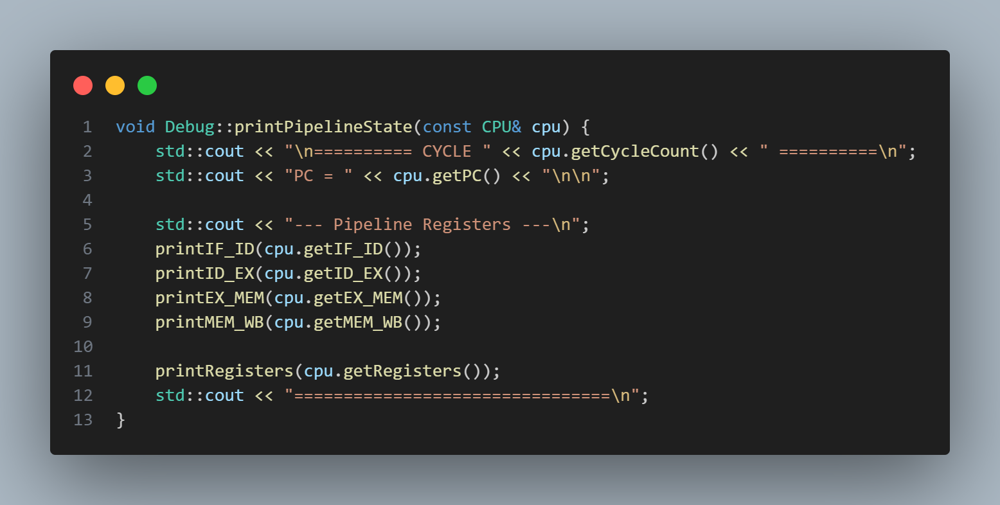 1 void Debug::printPipelineState(const CPU& cpu) {
2     std::cout << "\n========== CYCLE " << cpu.getCycleCount() << " ==========\n";
3     std::cout << "PC = " << cpu.getPC() << "\n\n";
4
5     std::cout << "--- Pipeline Registers ---\n";
6     printIF_ID(cpu.getIF_ID());
7     printID_EX(cpu.getID_EX());
8     printEX_MEM(cpu.getEX_MEM());
9     printMEM_WB(cpu.getMEM_WB());
10
11     printRegisters(cpu.getRegisters());
12     std::cout << "================================\n";
13 }